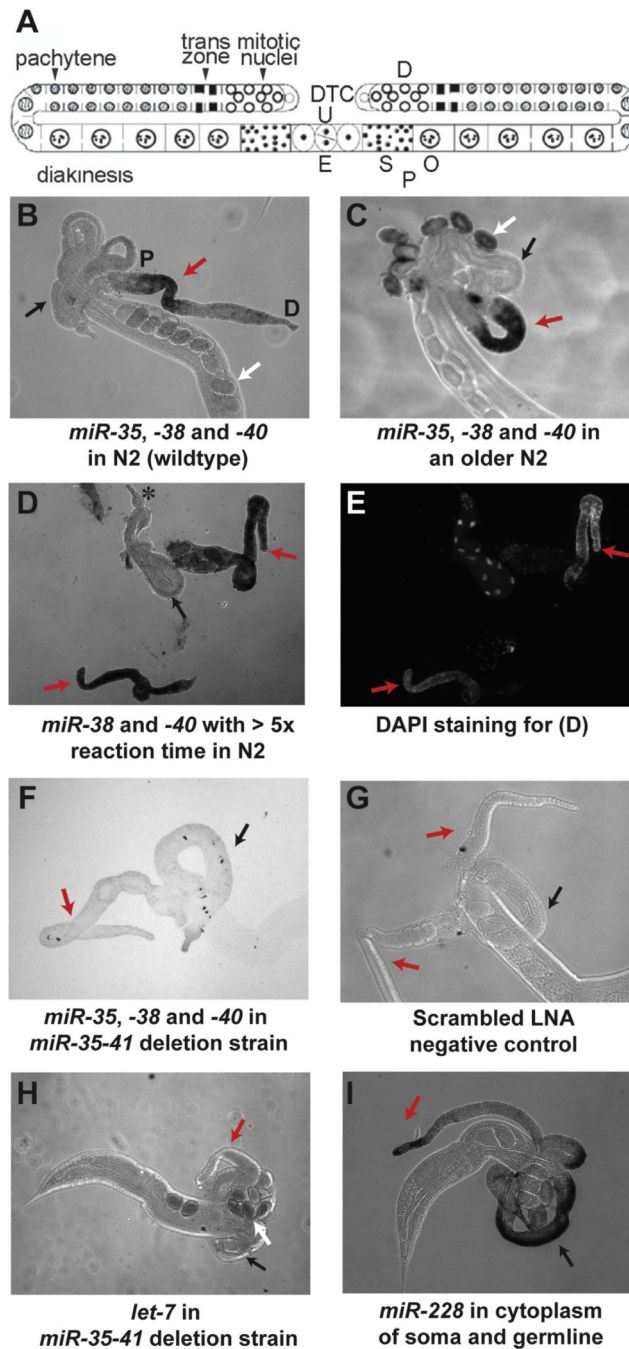 A
pachytene
trans
zone
mitotic
nuclei
D
DTC
U
E
S
P
O
diakinesis
B
P
D
miR-35, -38 and -40
in N2 (wildtype)
C
miR-35, -38 and -40 in
an older N2
D
*
miR-38 and -40 with > 5x
reaction time in N2
E
DAPI staining for (D)
F
miR-35, -38 and -40 in
miR-35-41 deletion strain
G
Scrambled LNA
negative control
H
let-7 in
miR-35-41 deletion strain
I
miR-228 in cytoplasm
of soma and germline